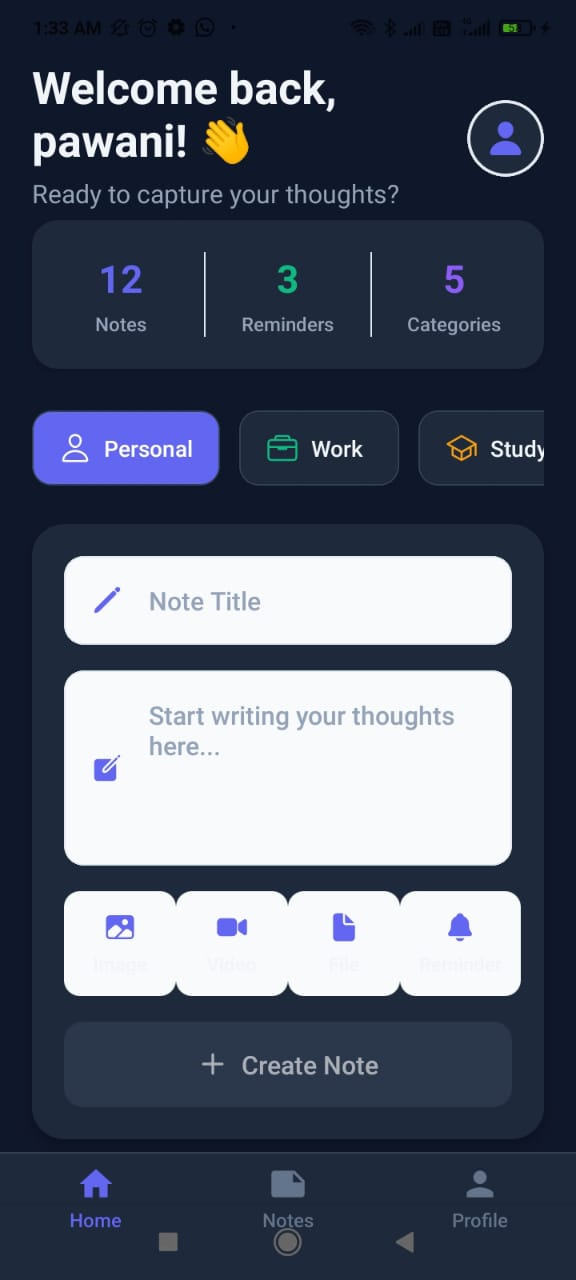 1:33 AM
Welcome back,
pawani! 👋
Ready to capture your thoughts?
12
Notes
3
Reminders
5
Categories
Personal
Work
Study
Note Title
Start writing your thoughts
here...
Image
Video
File
Reminder
Create Note
Home
Notes
Profile